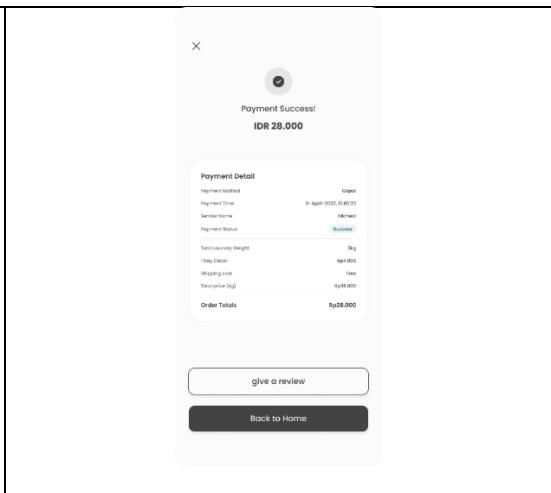 Payment Success!
IDR 28.000
Payment Detail
Payment Method Gopai
Payment Time
Sender Name Micheal
Payment Status Success
Total Laundry Weight
1 Day Clean
Shipping cost Free
Total price (kg) Rp28.000
Order Totals Rp28.000
give a review
Back to Home